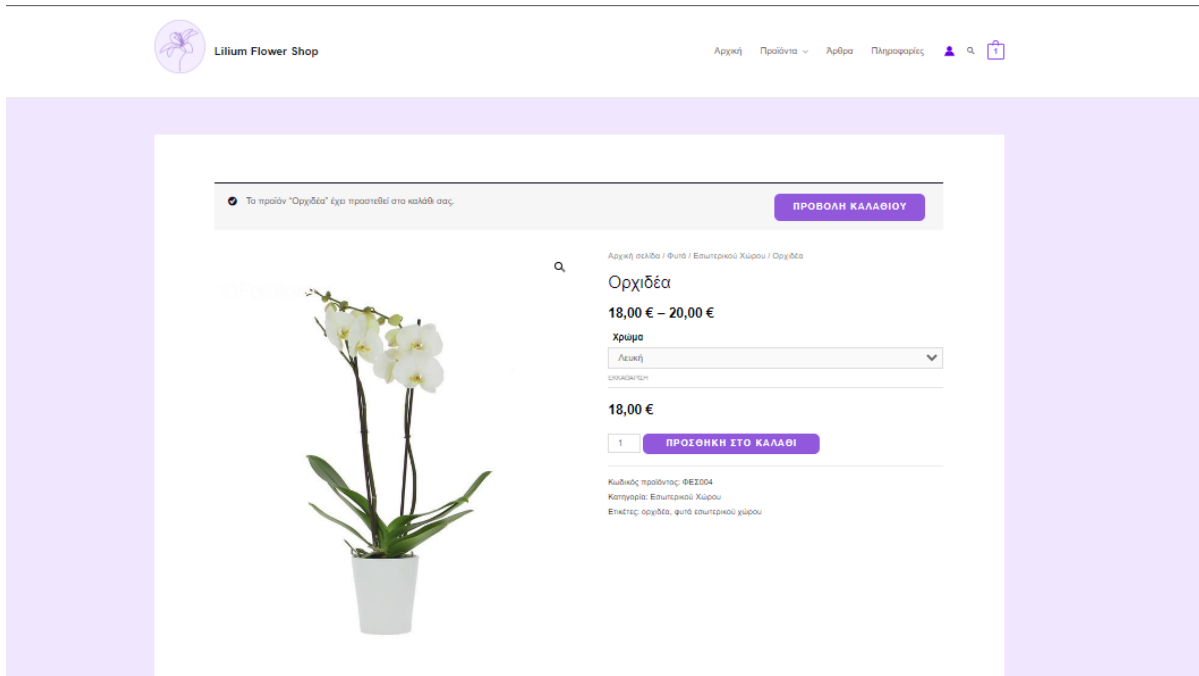 Lilium Flower Shop
Αρχική Προϊόντα Άρθρα Πληροφορίες 1
Το προϊόν “Ορχιδέα” έχει προστεθεί στο καλάθι σας.
ΠΡΟΒΟΛΗ ΚΑΛΑΘΙΟΥ
Αρχική σελίδα / Φυτά / Εσωτερικού Χώρου / Ορχιδέα
Ορχιδέα
18,00 € – 20,00 €
Χρώμα
Λευκή
ΕΚΚΑΘΆΡΙΣΗ
18,00 €
1 ΠΡΟΣΘΗΚΗ ΣΤΟ ΚΑΛΑΘΙ
Κωδικός προϊόντος: ΦΕΣ004
Κατηγορία: Εσωτερικού Χώρου
Ετικέτες: ορχιδέα, φυτά εσωτερικού χώρου